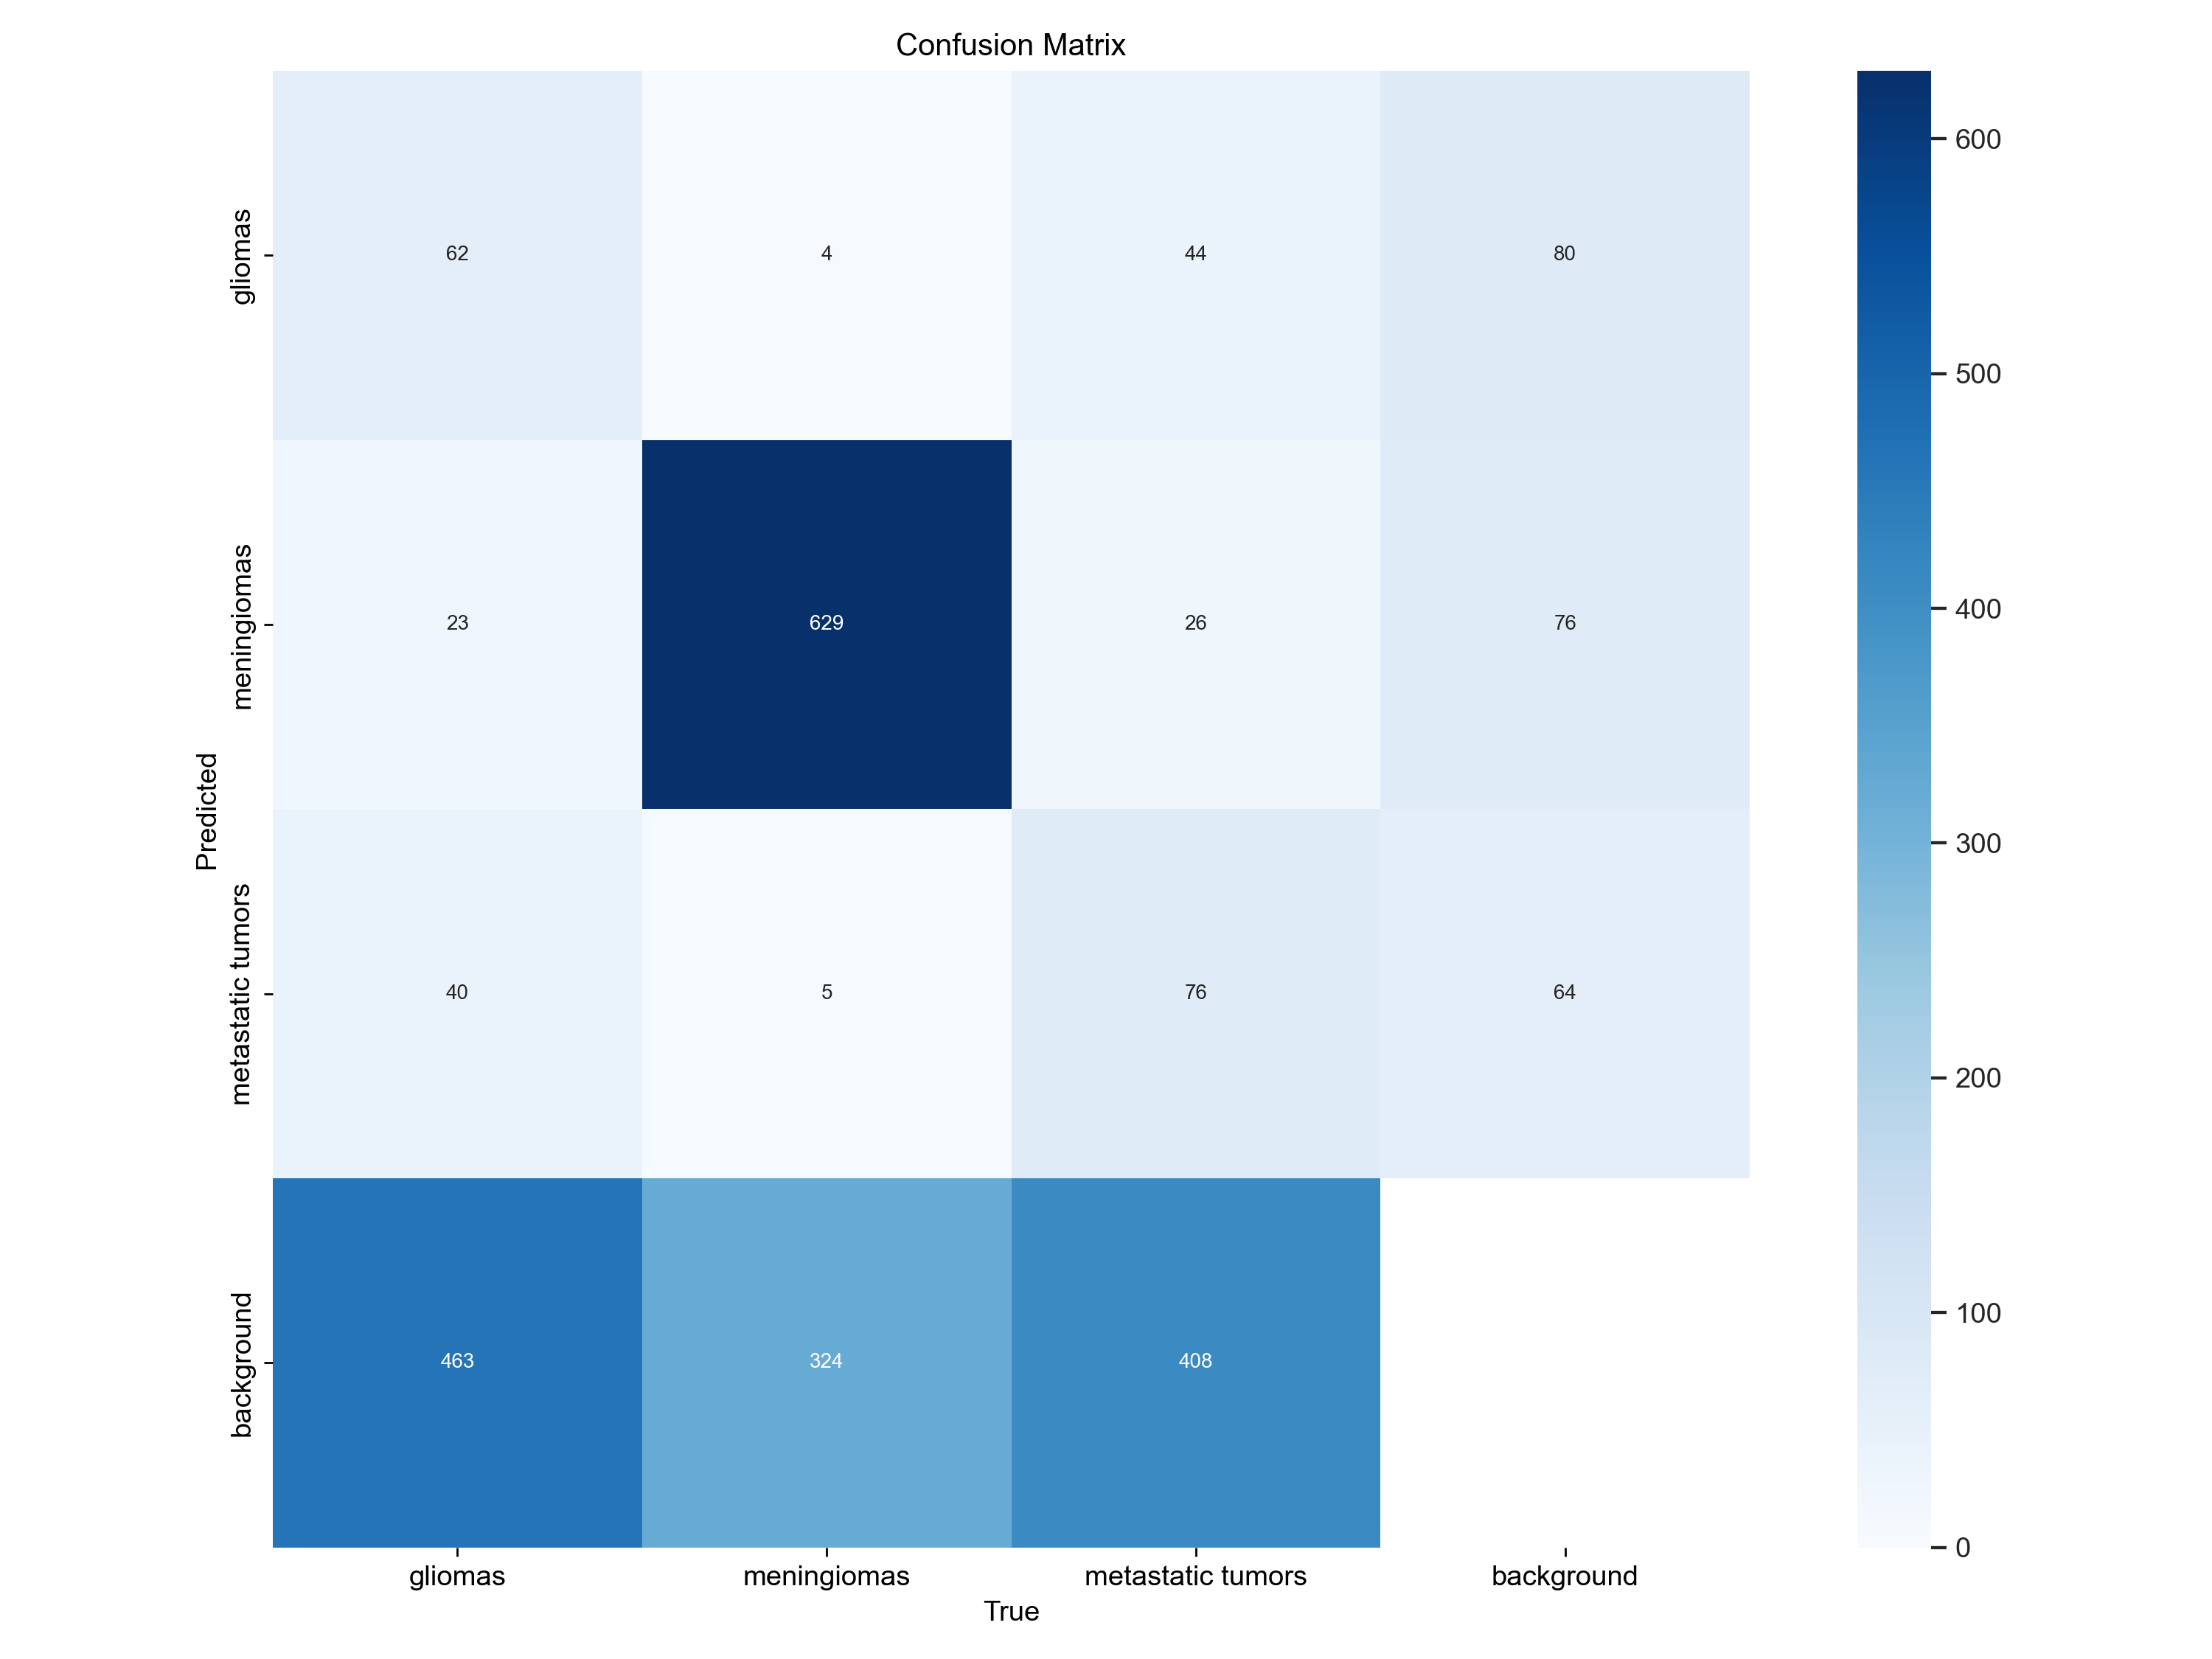 Confusion Matrix
gliomas
62
4
44
80
meningiomas
23
629
26
76
Predicted
metastatic tumors
40
5
76
64
background
463
324
408
gliomas
meningiomas
metastatic tumors
background
True
600
500
400
300
200
100
0